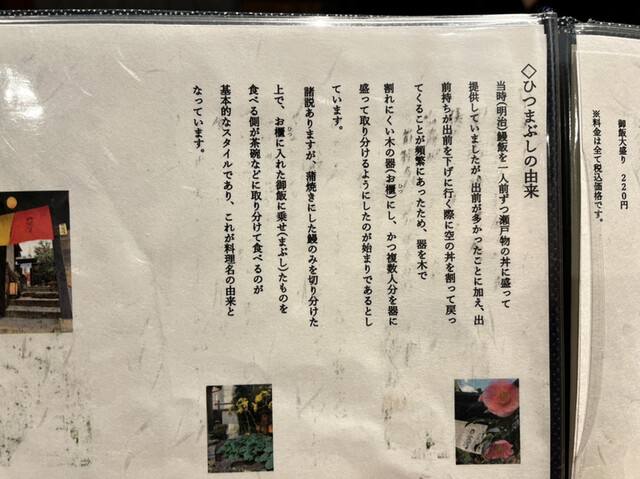 御飯大盛り 220円
※料金は全て税込価格です。
◇ひつまぶしの由来
当時(明治)鰻飯を一人前ずつ瀬戸物の丼に盛って
提供していましたが、出前が多かったことに加え、出
前持ちが出前を下げに行く際に空の丼を割って戻っ
てくることが頻繁にあったため、器を木で
割れにくい木の器(お櫃)にし、かつ複数人分を器に
盛って取り分けるようにしたのが始まりであるとし
ています。
諸説ありますが、蒲焼きにした鰻のみを切り分けた
上で、お櫃に入れた御飯に乗せ(まぶし)たものを
食べる側が茶碗などに取り分けて食べるのが
基本的なスタイルであり、これが料理名の由来と
なっています。